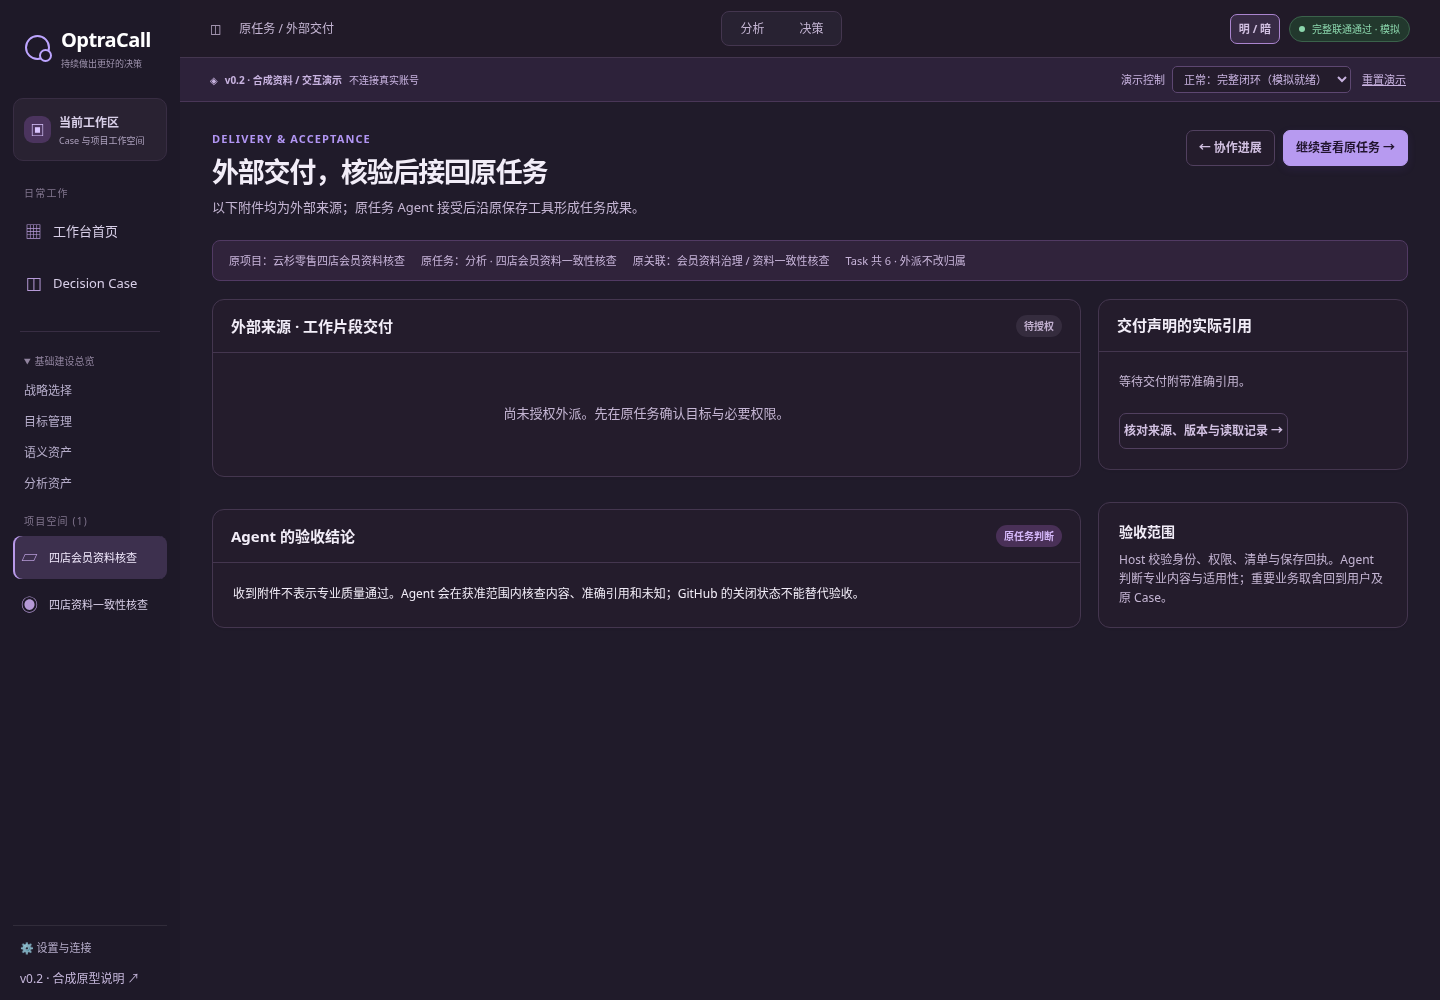 OptraCall
持续做出更好的决策
当前工作区
Case 与项目工作空间
日常工作
工作台首页
Decision Case
▼ 基础建设总览
战略选择
目标管理
语义资产
分析资产
项目空间 (1)
四店会员资料核查
四店资料一致性核查
设置与连接
v0.2 · 合成原型说明 ↗
原任务 / 外部交付
分析
决策
明 / 暗
完整联通通过 · 模拟
v0.2 · 合成资料 / 交互演示 不连接真实账号
演示控制
正常：完整闭环（模拟就绪）
重置演示
DELIVERY & ACCEPTANCE
外部交付，核验后接回原任务
以下附件均为外部来源；原任务 Agent 接受后沿原保存工具形成任务成果。
← 协作进展
继续查看原任务 →
原项目：云杉零售四店会员资料核查 原任务：分析 · 四店会员资料一致性核查 原关联：会员资料治理 / 资料一致性核查 Task 共 6 · 外派不改归属
外部来源 · 工作片段交付
待授权
尚未授权外派。先在原任务确认目标与必要权限。
交付声明的实际引用
等待交付附带准确引用。
核对来源、版本与读取记录 →
Agent 的验收结论
原任务判断
收到附件不表示专业质量通过。Agent 会在获准范围内核查内容、准确引用和未知；GitHub 的关闭状态不能替代验收。
验收范围
Host 校验身份、权限、清单与保存回执。Agent
判断专业内容与适用性；重要业务取舍回到用户及
原 Case。